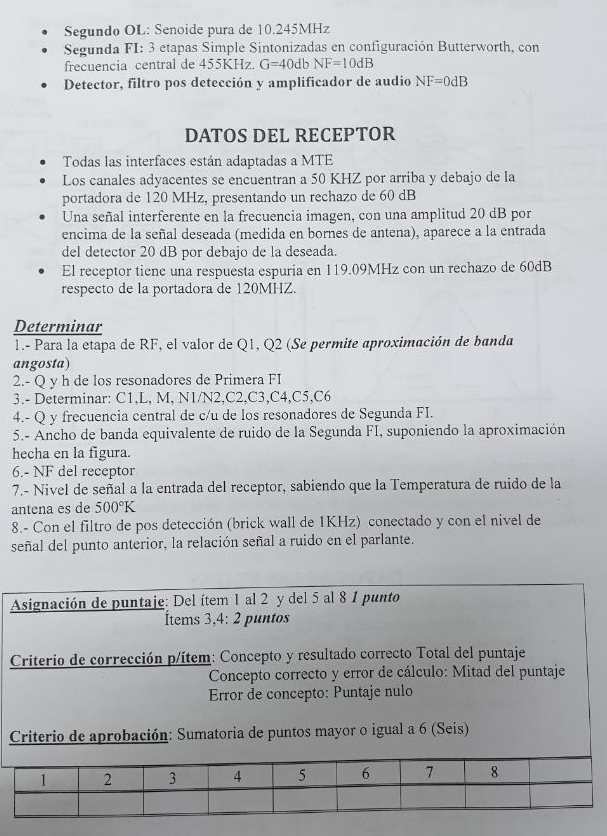 • Segundo OL: Senoide pura de 10.245MHz
• Segunda FI: 3 etapas Simple Sintonizadas en configuración Butterworth, con
frecuencia central de 455KHz. G=40db NF=10dB
• Detector, filtro pos detección y amplificador de audio NF=0dB
DATOS DEL RECEPTOR
• Todas las interfaces están adaptadas a MTE
• Los canales adyacentes se encuentran a 50 KHZ por arriba y debajo de la
portadora de 120 MHz, presentando un rechazo de 60 dB
• Una señal interferente en la frecuencia imagen, con una amplitud 20 dB por
encima de la señal deseada (medida en bornes de antena), aparece a la entrada
del detector 20 dB por debajo de la deseada.
• El receptor tiene una respuesta espuria en 119.09MHz con un rechazo de 60dB
respecto de la portadora de 120MHZ.
Determinar
1.- Para la etapa de RF, el valor de Q1, Q2 (Se permite aproximación de banda
angosta)
2.- Q y h de los resonadores de Primera FI
3.- Determinar: C1,L, M, N1/N2,C2,C3,C4,C5,C6
4.- Q y frecuencia central de c/u de los resonadores de Segunda FI.
5.- Ancho de banda equivalente de ruido de la Segunda FI, suponiendo la aproximación
hecha en la figura.
6.- NF del receptor
7.- Nivel de señal a la entrada del receptor, sabiendo que la Temperatura de ruido de la
antena es de 500°K
8.- Con el filtro de pos detección (brick wall de 1KHz) conectado y con el nivel de
señal del punto anterior, la relación señal a ruido en el parlante.
Asignación de puntaje: Del ítem 1 al 2 y del 5 al 8 1 punto
Ítems 3,4: 2 puntos
Criterio de corrección p/ítem: Concepto y resultado correcto Total del puntaje
Concepto correcto y error de cálculo: Mitad del puntaje
Error de concepto: Puntaje nulo
Criterio de aprobación: Sumatoria de puntos mayor o igual a 6 (Seis)
1 2 3 4 5 6 7 8